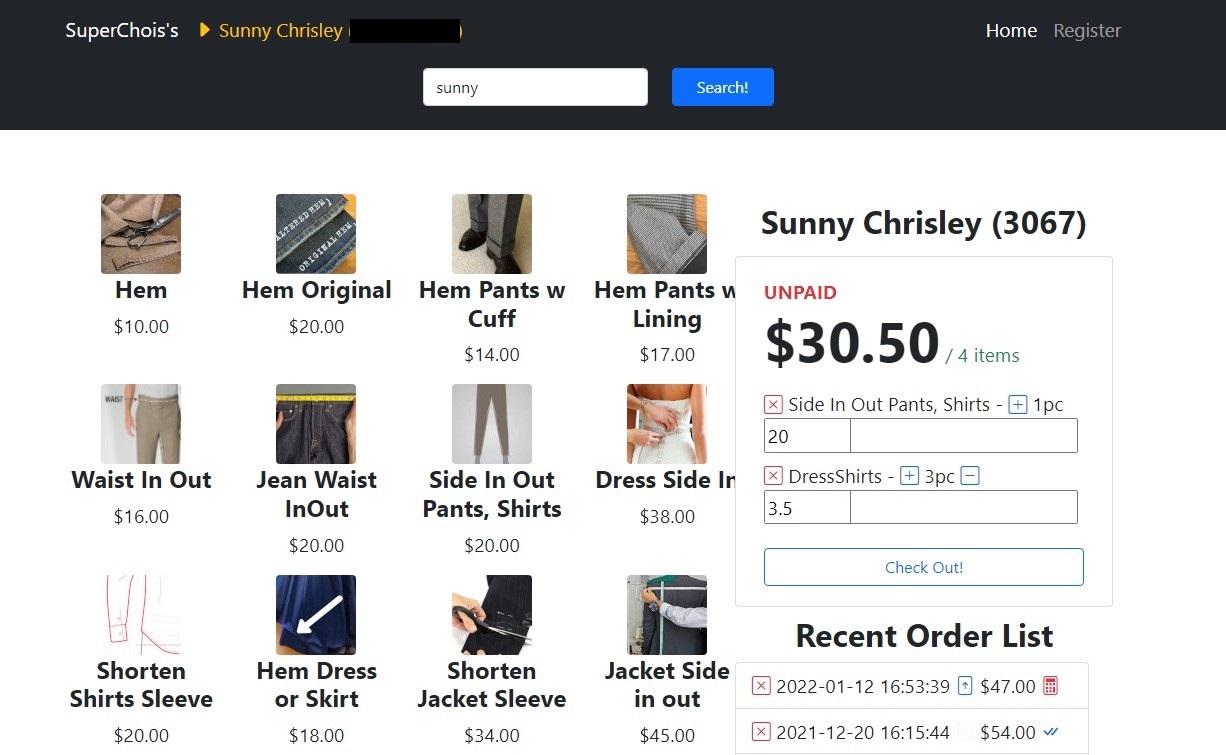 SuperChois's
Sunny Chrisley
Home
Register
sunny
Search!
Hem
$10.00
ALTERED HEM
ORIGINAL HEM
Hem Original
$20.00
Hem Pants w
Cuff
$14.00
Hem Pants w
Lining
$17.00
WAIST
Waist In Out
$16.00
Jean Waist
InOut
$20.00
Side In Out
Pants, Shirts
$20.00
Dress Side In
$38.00
Shorten
Shirts Sleeve
$20.00
Hem Dress
or Skirt
$18.00
Shorten
Jacket Sleeve
$34.00
Jacket Side
in out
$45.00
Sunny Chrisley (3067)
UNPAID
$30.50 / 4 items
Side In Out Pants, Shirts - 1pc
20
DressShirts - 3pc
3.5
Check Out!
Recent Order List
2022-01-12 16:53:39 $47.00
2021-12-20 16:15:44 $54.00